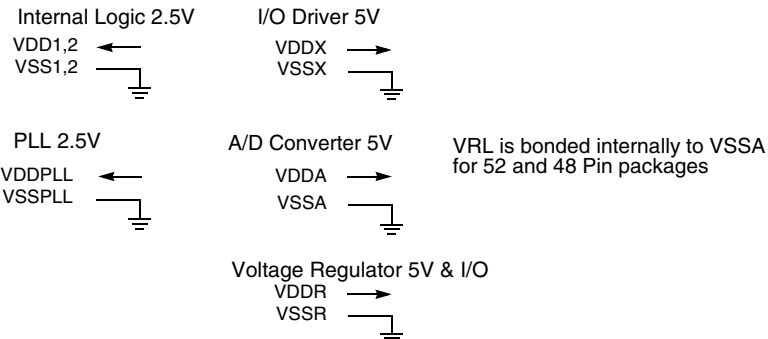 Internal Logic 2.5V
VDD1,2
VSS1,2
I/O Driver 5V
VDDX
VSSX
PLL 2.5V
VDDPLL
VSSPLL
A/D Converter 5V
VDDA
VSSA
VRL is bonded internally to VSSA
for 52 and 48 Pin packages
Voltage Regulator 5V & I/O
VDDR
VSSR